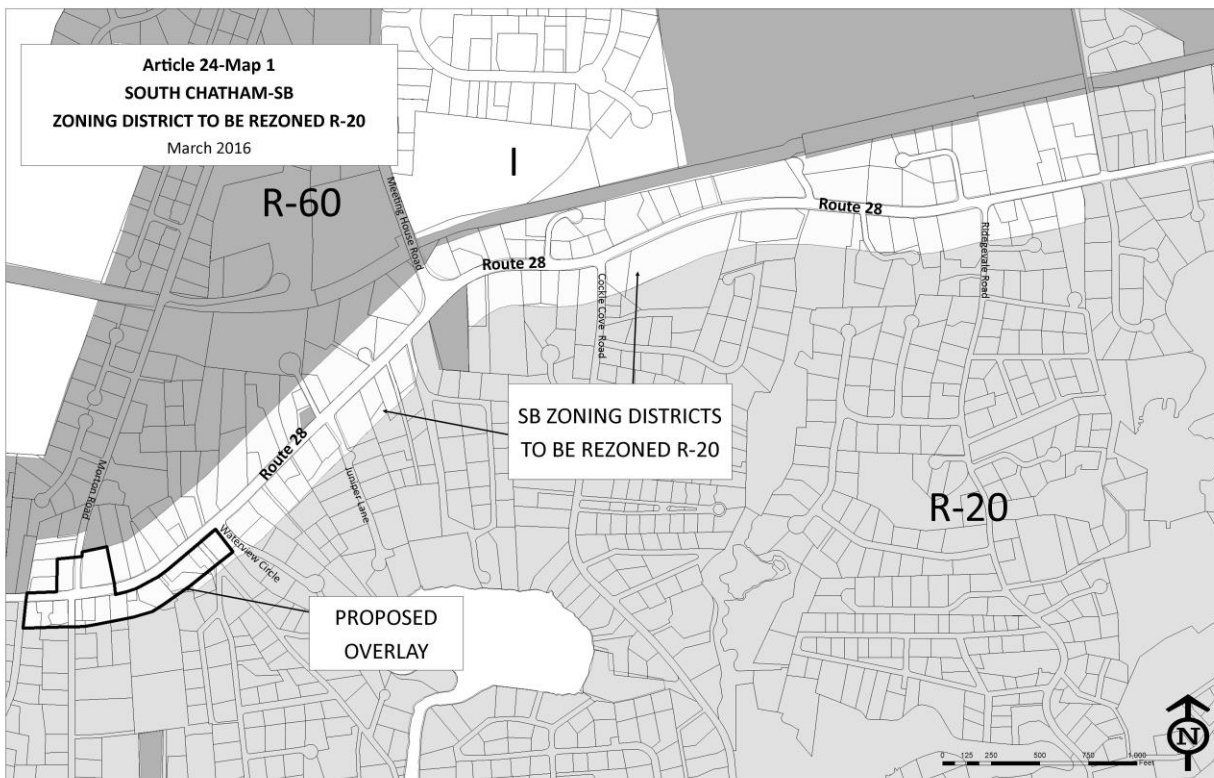 Article 24-Map 1
SOUTH CHATHAM-SB
ZONING DISTRICT TO BE REZONED R-20
March 2016
I
R-60
Meeting House Road
Route 28
Route 28
Ridgevale Road
Cockle Cove Road
SB ZONING DISTRICTS
TO BE REZONED R-20
Route 28
Juniper Lane
Morton Road
R-20
Waterview Circle
PROPOSED
OVERLAY
N
0 125 250 500 750 1,000
Feet